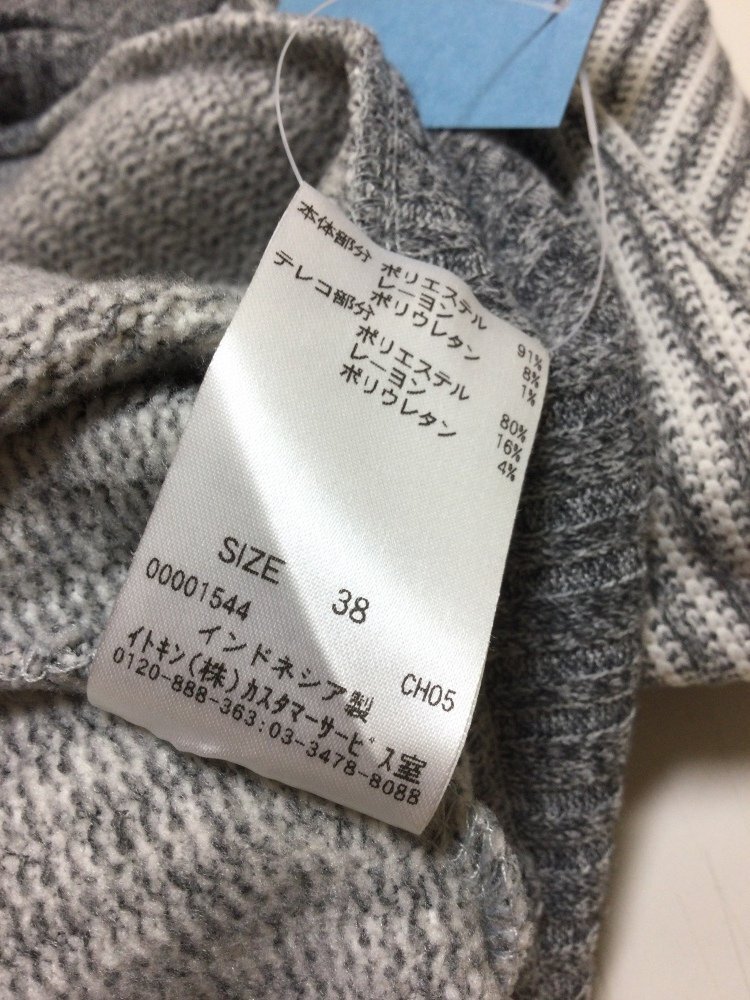 本体部分
ポリエステル 91%
レーヨン 8%
ポリウレタン 1%
テレコ部分
ポリエステル 80%
レーヨン 16%
ポリウレタン 4%
SIZE 38
00001544
インドネシア製 CH05
イトキン(株)カスタマーサービス室
0120-888-363:03-3478-8088